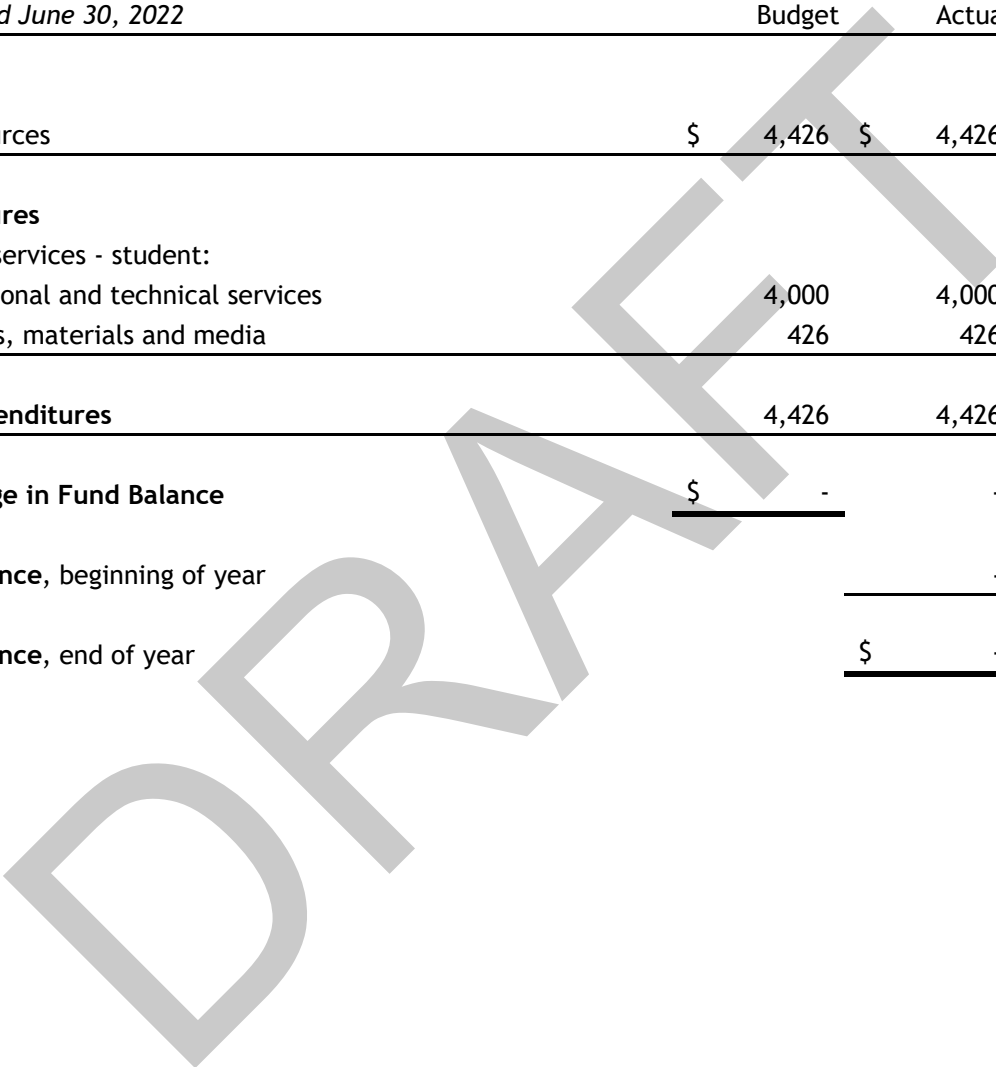 d June 30, 2022 Budget Actua
rces $ 4,426 $ 4,426
res
services - student:
onal and technical services 4,000 4,000
s, materials and media 426 426
enditures 4,426 4,426
ge in Fund Balance $ - -
nce, beginning of year -
nce, end of year $ -
DRAFT